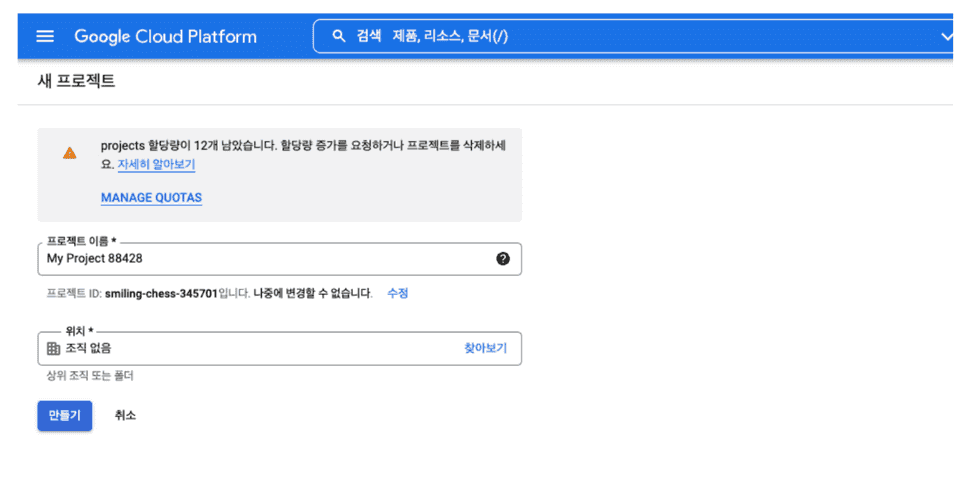 Google Cloud Platform
검색 제품, 리소스, 문서(/)
새 프로젝트
projects 할당량이 12개 남았습니다. 할당량 증가를 요청하거나 프로젝트를 삭제하세
요. 자세히 알아보기
MANAGE QUOTAS
프로젝트 이름 *
My Project 88428
프로젝트 ID: smiling-chess-345701입니다. 나중에 변경할 수 없습니다. 수정
위치 *
조직 없음 찾아보기
상위 조직 또는 폴더
만들기 취소